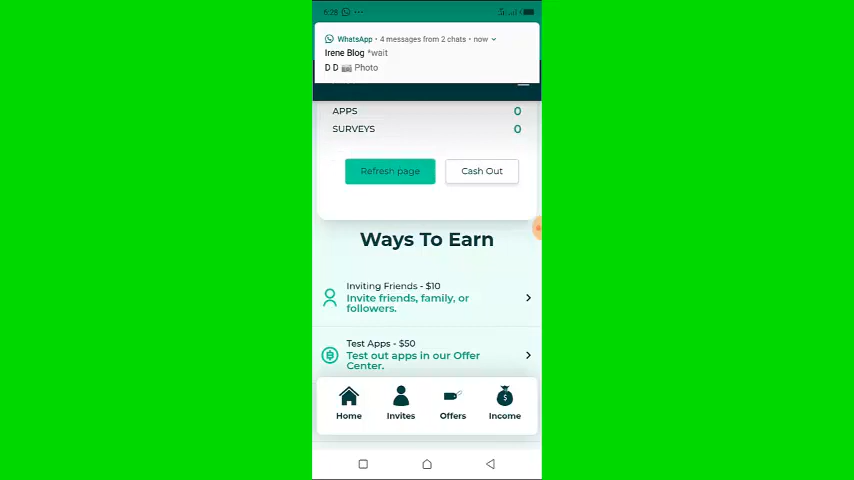 6:28
WhatsApp • 4 messages from 2 chats • now
Irene Blog *wait
D D 📷 Photo
APPS 0
SURVEYS 0
Refresh page
Cash Out
Ways To Earn
Inviting Friends - $10
Invite friends, family, or
followers.
Test Apps - $50
Test out apps in our Offer
Center.
Home Invites Offers Income